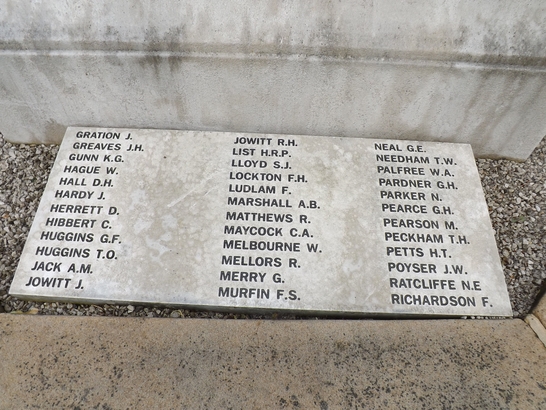 GRATION J.
GREAVES J.H.
GUNN K.G.
HAGUE W.
HALL D.H.
HARDY J.
HERRETT D.
HIBBERT C.
HUGGINS G.F.
HUGGINS T.O.
JACK A.M.
JOWITT J.
JOWITT R.H.
LIST H.R.P.
LLOYD S.J.
LOCKTON F.H.
LUDLAM F.
MARSHALL A.B.
MATTHEWS R.
MAYCOCK C.A.
MELBOURNE W.
MELLORS R.
MERRY G.
MURFIN F.S.
NEAL G.E.
NEEDHAM T.W.
PALFREE W.A.
PARDNER G.H.
PARKER N.
PEARCE G.H.
PEARSON M.
PECKHAM T.H.
PETTS H.T.
POYSER J.W.
RATCLIFFE N.E
RICHARDSON F.